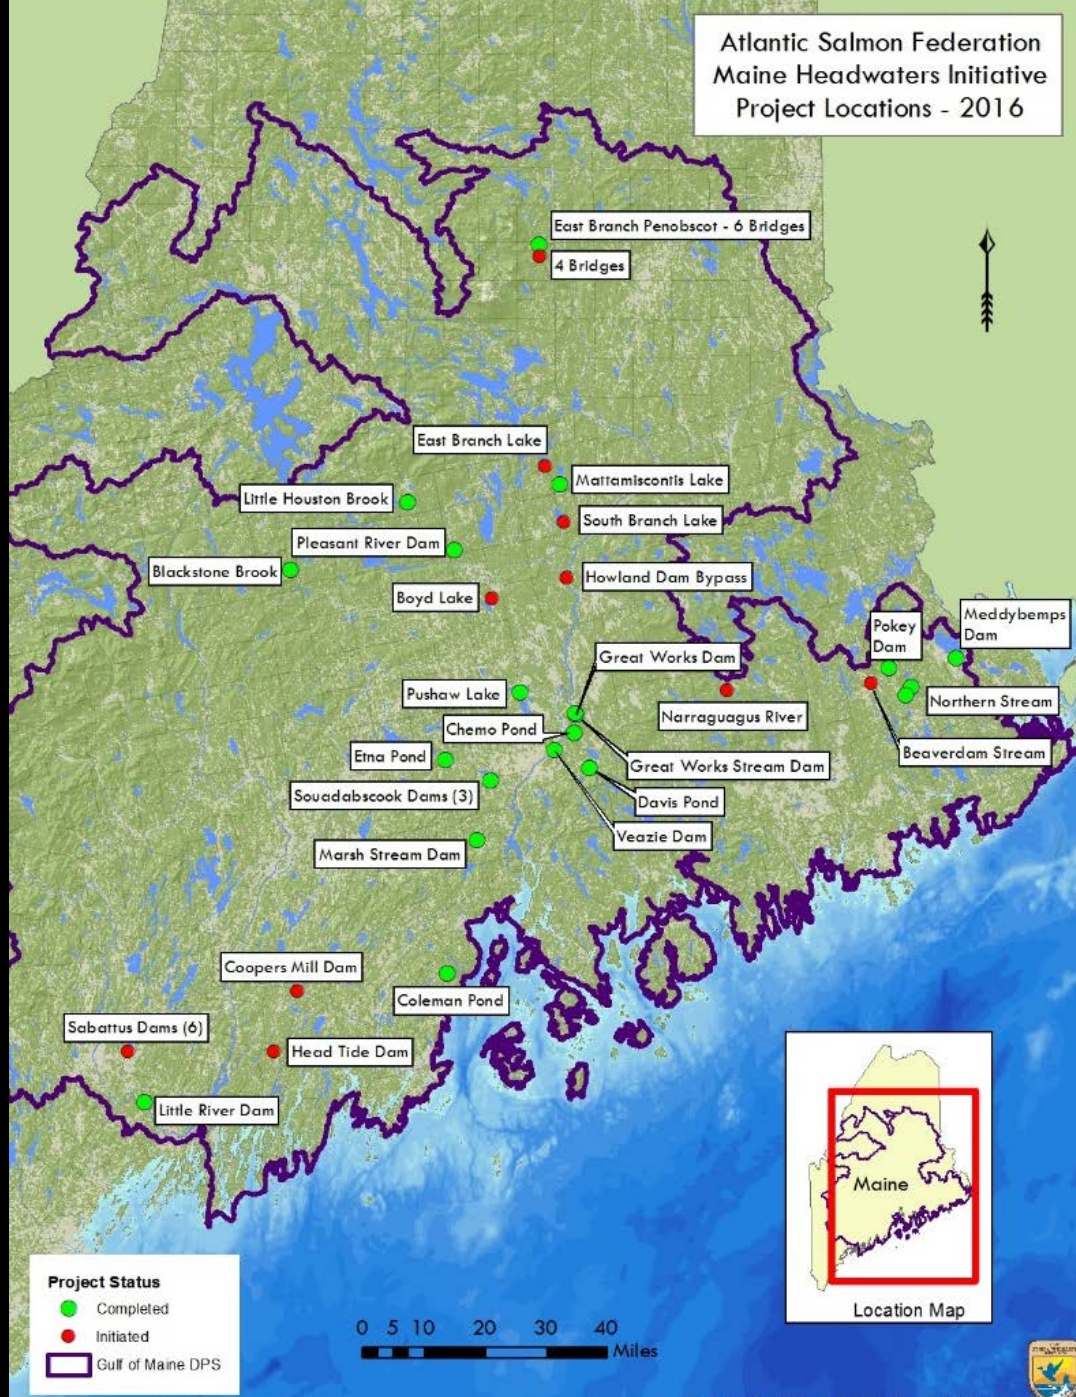 Atlantic Salmon Federation
Maine Headwaters Initiative
Project Locations - 2016
East Branch Penobscot - 6 Bridges
4 Bridges
East Branch Lake
Mattamiscontis Lake
Little Houston Brook
South Branch Lake
Pleasant River Dam
Blackstone Brook
Howland Dam Bypass
Boyd Lake
Pokey
Dam
Meddybemps
Dam
Great Works Dam
Pushaw Lake
Northern Stream
Narraguagus River
Chemo Pond
Beaverdam Stream
Etna Pond
Great Works Stream Dam
Souadabscook Dams (3)
Davis Pond
Veazie Dam
Marsh Stream Dam
Coopers Mill Dam
Coleman Pond
Sabattus Dams (6)
Head Tide Dam
Little River Dam
Maine
Location Map
Project Status
Completed
Initiated
Gulf of Maine DPS
0 5 10 20 30 40
Miles